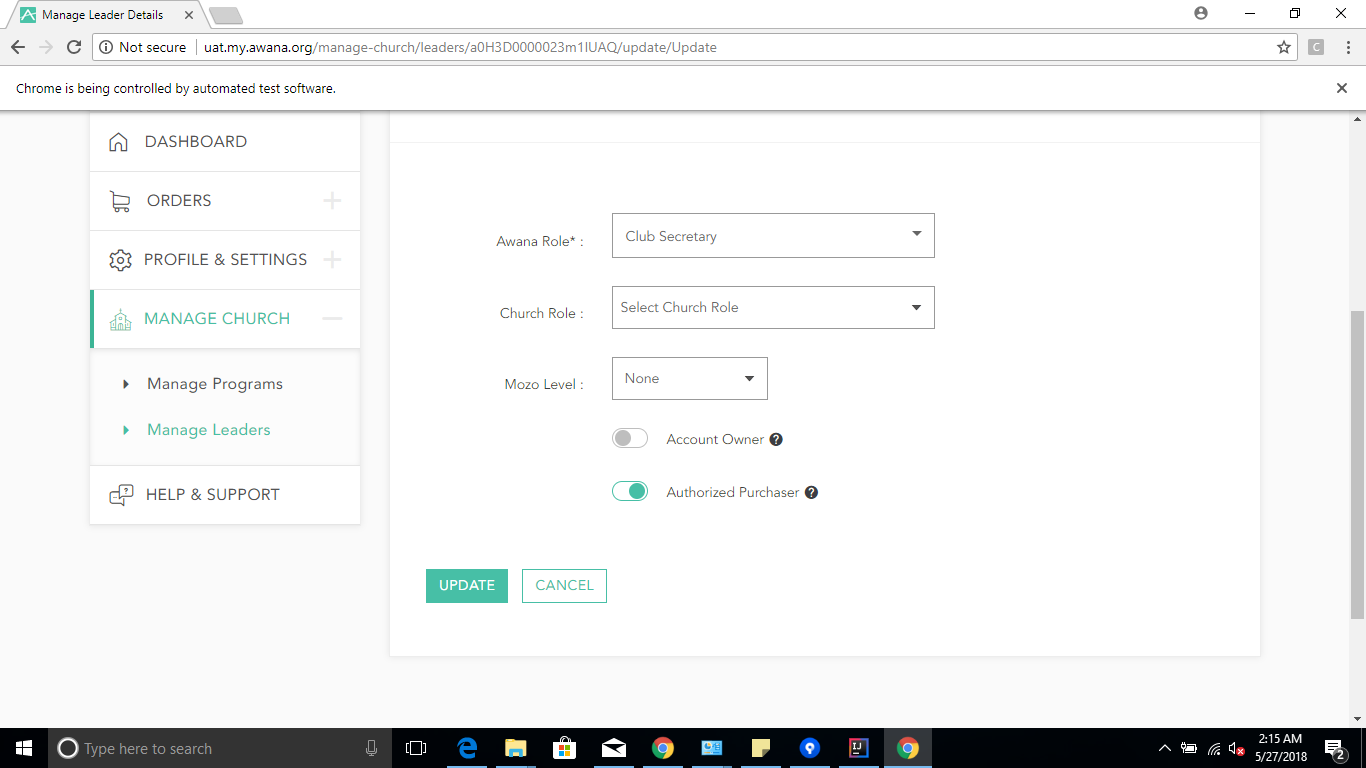 Manage Leader Details
Not secure
uat.my.awana.org/manage-church/leaders/a0H3D0000023m1IUAQ/update/Update
C
Chrome is being controlled by automated test software.
DASHBOARD
ORDERS
PROFILE & SETTINGS
MANAGE CHURCH
Manage Programs
Manage Leaders
HELP & SUPPORT
Awana Role* :
Club Secretary
Church Role :
Select Church Role
Mozo Level :
None
Account Owner ?
Authorized Purchaser ?
UPDATE
CANCEL
Type here to search
IJ
2:15 AM
5/27/2018
2